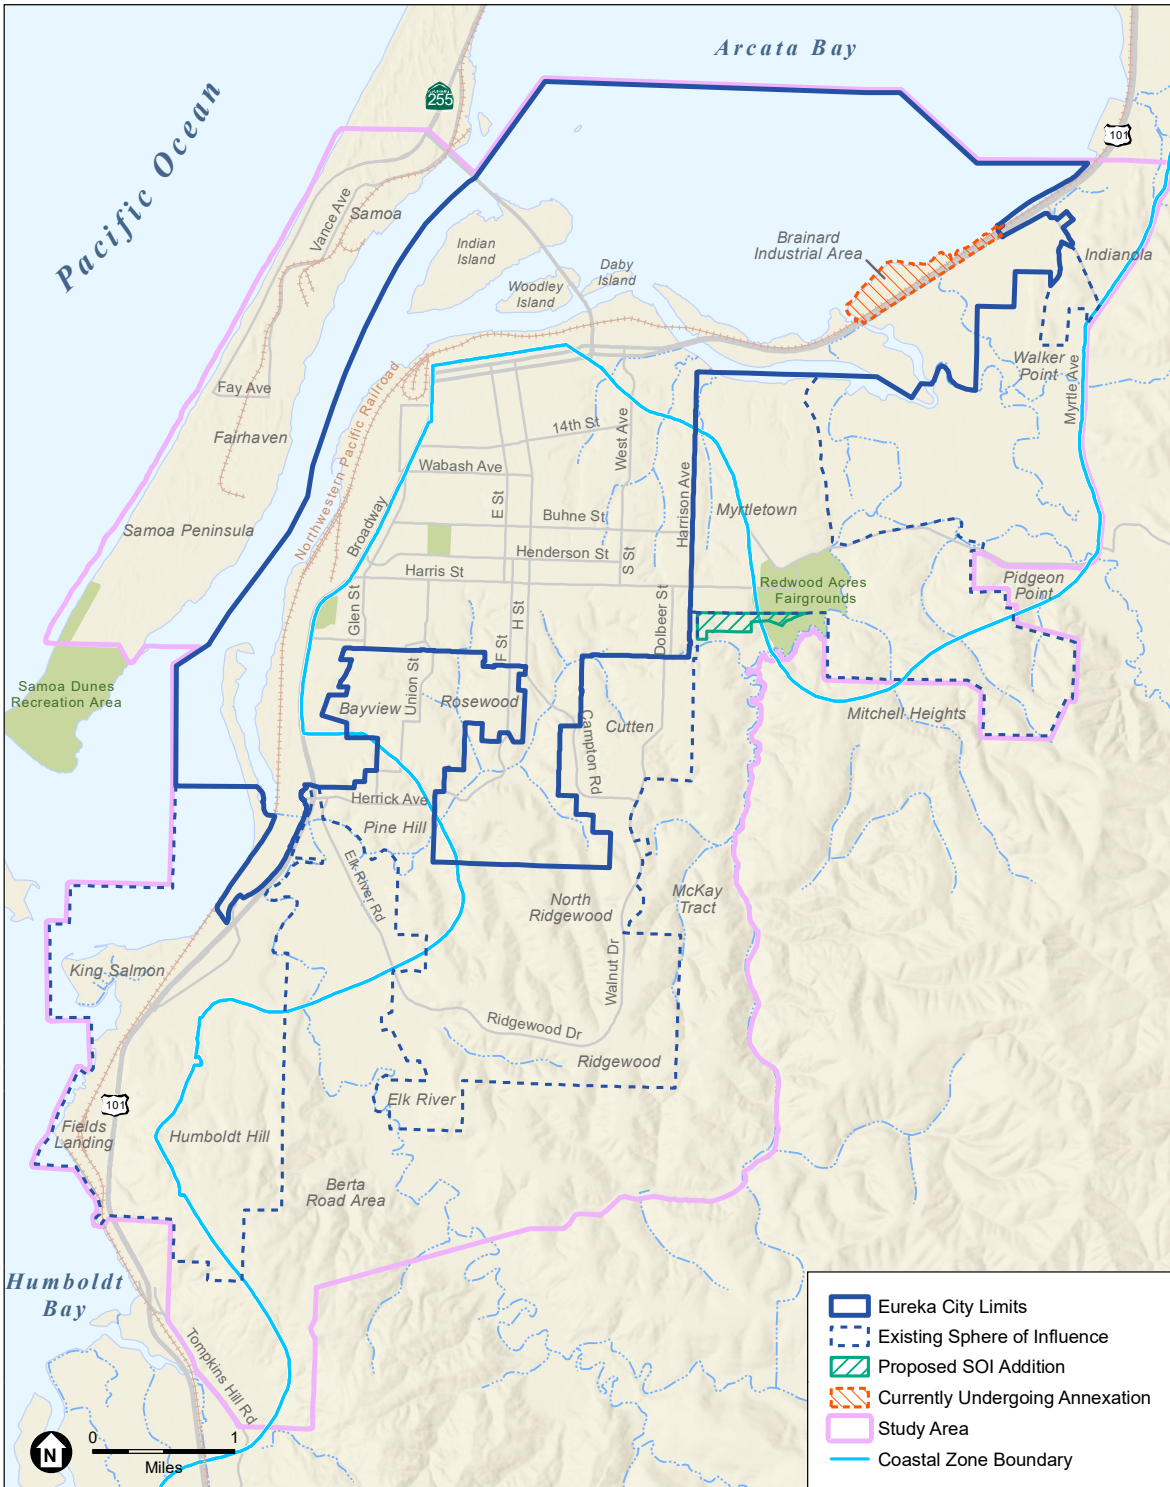 Arcata Bay
Pacific Ocean
255
101
Vance Ave
Samoa
Indian
Island
Woodley
Island
Daby
Island
Brainard
Industrial Area
Indianola
Walker
Point
Myrtle Ave
Fay Ave
Fairhaven
Northwestern Pacific Railroad
14th St
West Ave
Wabash Ave
E St
Broadway
Harrison Ave
Myrtletown
Samoa Peninsula
Buhne St
Henderson St
S St
Harris St
Redwood Acres
Fairgrounds
Pidgeon
Point
Glen St
H St
Dolbeer St
F St
Union St
Samoa Dunes
Recreation Area
Bayview
Rosewood
Campton Rd
Cutten
Mitchell Heights
Herrick Ave
Pine Hill
Elk River Rd
North
Ridgewood
McKay
Tract
King Salmon
Walnut Dr
Ridgewood Dr
Ridgewood
101
Elk River
Fields
Landing
Humboldt Hill
Berta
Road Area
Humboldt
Bay
Tompkins Hill Rd
N
0 1
Miles
Eureka City Limits
Existing Sphere of Influence
Proposed SOI Addition
Currently Undergoing Annexation
Study Area
Coastal Zone Boundary